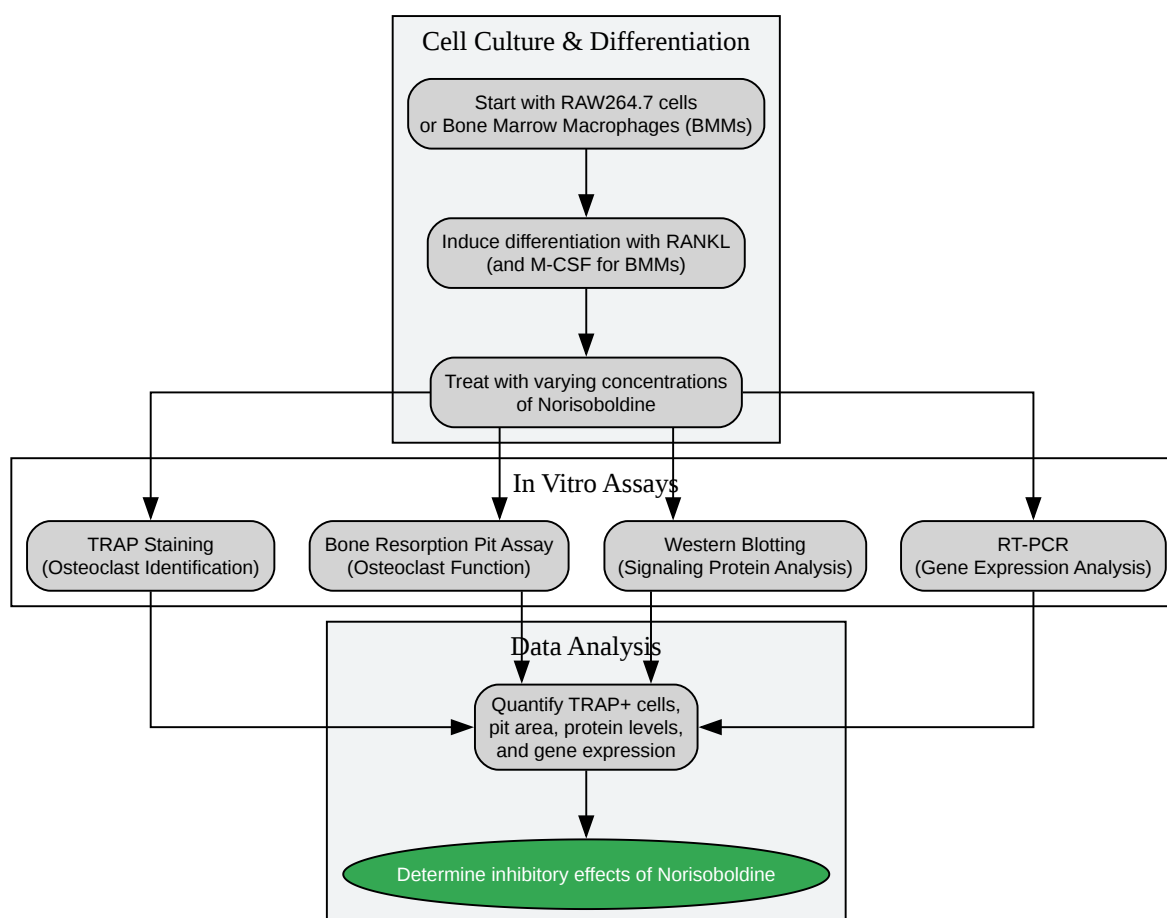 Cell Culture & Differentiation
Start with RAW264.7 cells
or Bone Marrow Macrophages (BMMs)
Induce differentiation with RANKL
(and M-CSF for BMMs)
Treat with varying concentrations
of Norisoboldine
In Vitro Assays
TRAP Staining
(Osteoclast Identification)
Bone Resorption Pit Assay
(Osteoclast Function)
Western Blotting
(Signaling Protein Analysis)
RT-PCR
(Gene Expression Analysis)
Data Analysis
Quantify TRAP+ cells,
pit area, protein levels,
and gene expression
Determine inhibitory effects of Norisoboldine